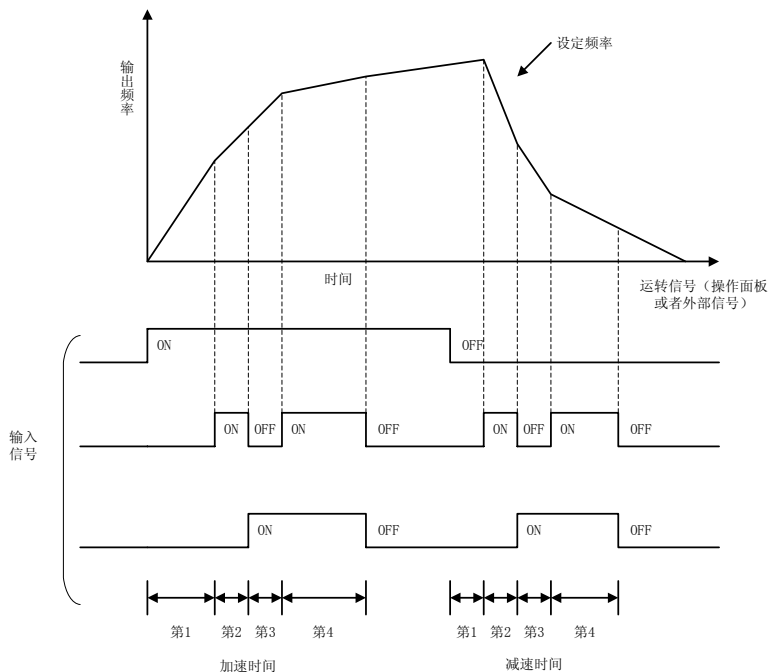 设定频率
输出频率
时间
运转信号（操作面板
或者外部信号）
ON
OFF
输入
信号
ON
OFF
ON
OFF
ON
OFF
ON
OFF
ON
OFF
ON
OFF
第1
第2
第3
第4
第1
第2
第3
第4
加速时间
减速时间